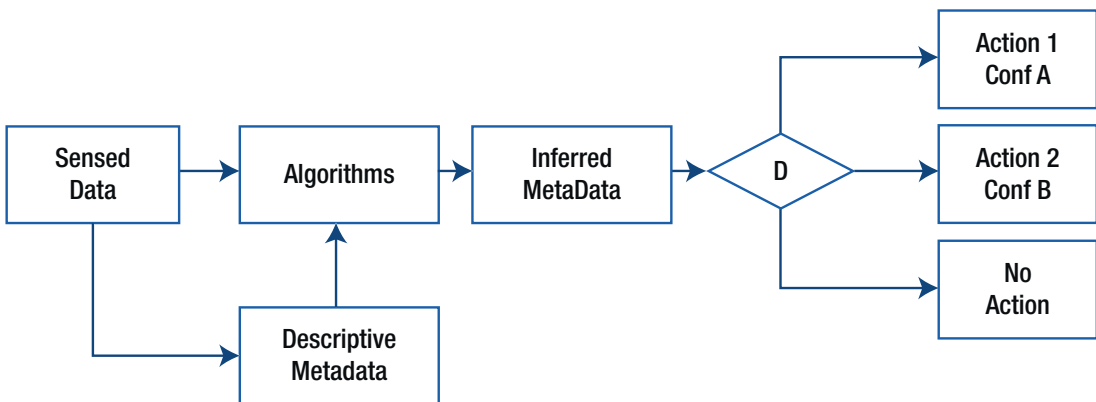 Sensed
Data
Algorithms
Inferred
MetaData
D
Action 1
Conf A
Action 2
Conf B
No
Action
Descriptive
Metadata